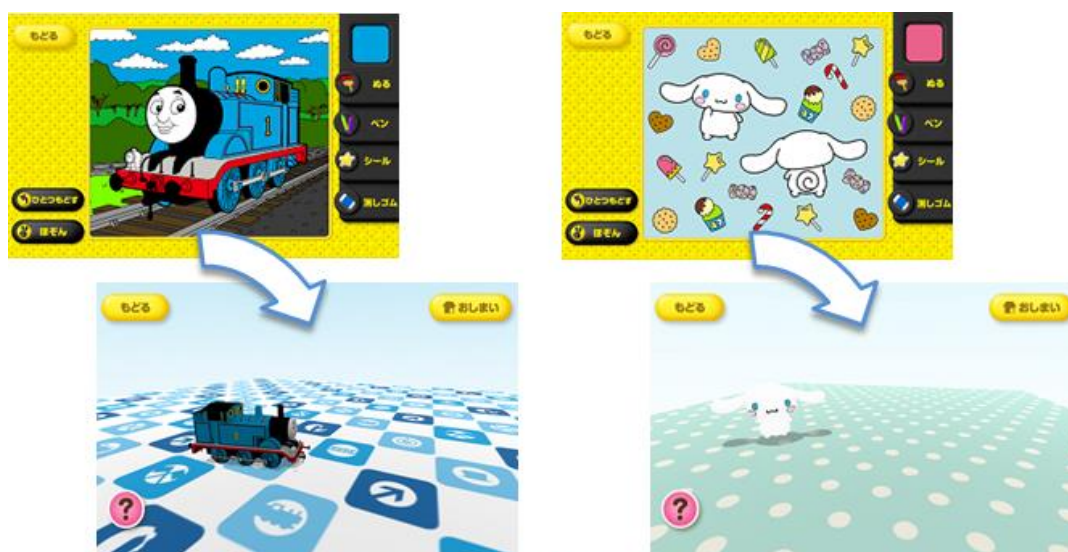 もどる
ぬる
ペン
シール
消しゴム
ひとつもどす
ほぞん
1
もどる
ぬる
ペン
シール
消しゴム
ひとつもどす
ほぞん
もどる
おしまい
?
もどる
おしまい
?